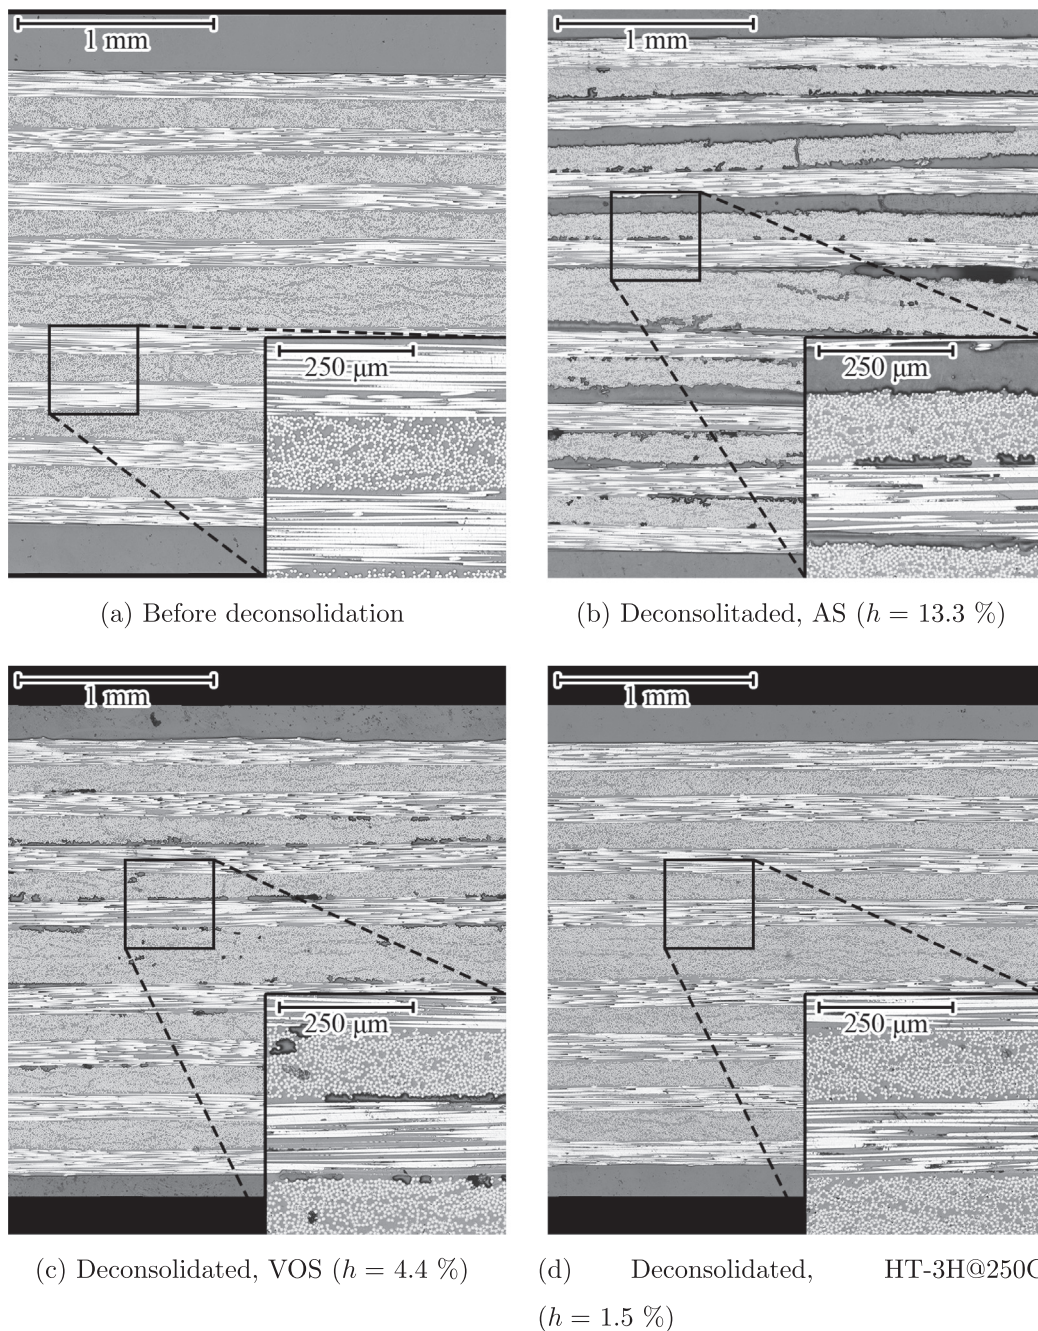 1 mm
1 mm
250 μm
250 μm
(a) Before deconsolidation
(b) Deconsolitaded, AS (h = 13.3 %)
1 mm
1 mm
250 μm
250 μm
(c) Deconsolidated, VOS (h = 4.4 %)
(d) Deconsolidated, HT-3H@250C
(h = 1.5 %)